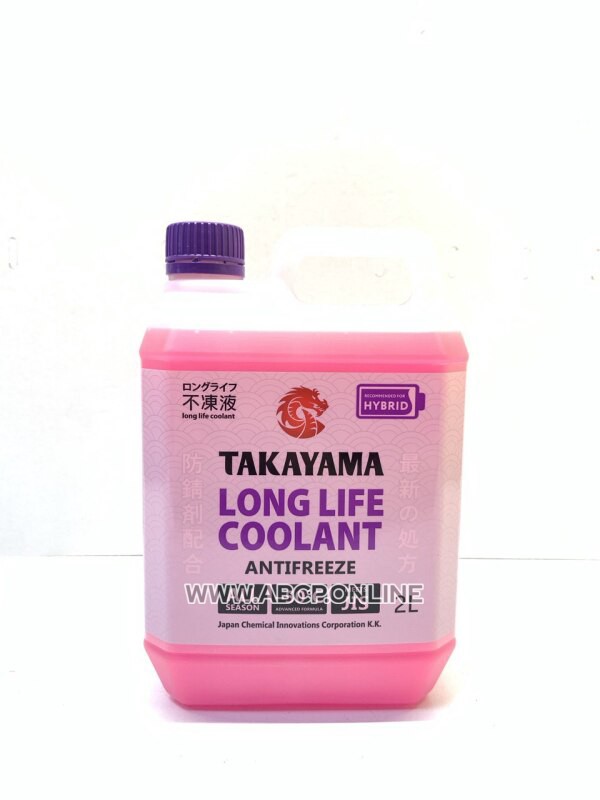 ロングライフ
不凍液
long life coolant
RECOMMENDED FOR
HYBRID
TAKAYAMA
防錆剤配合
最新の処方
LONG LIFE
COOLANT
ANTIFREEZE
WWW.ABCP.ONLINE
SEASON
ADVANCED FORMULA
JIS
2L
Japan Chemical Innovations Corporation K.K.